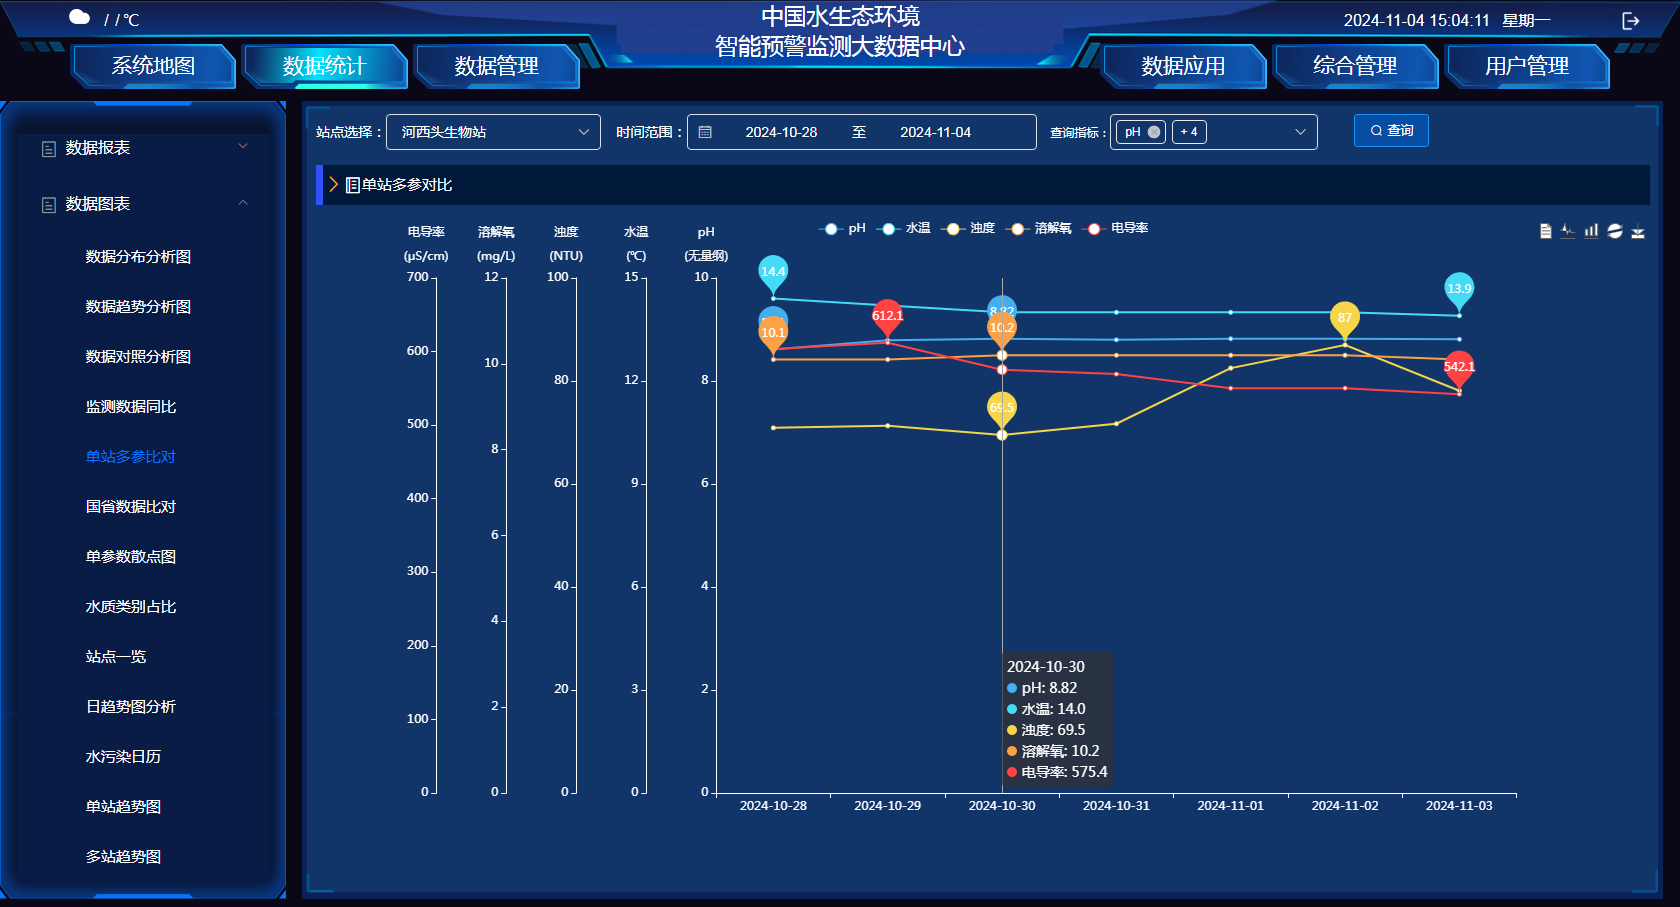 / / ℃
中国水生态环境
智能预警监测大数据中心
2024-11-04 15:04:11 星期一
系统地图
数据统计
数据管理
数据应用
综合管理
用户管理
数据报表
数据图表
数据分布分析图
数据趋势分析图
数据对照分析图
监测数据同比
单站多参比对
国省数据比对
单参数散点图
水质类别占比
站点一览
日趋势图分析
水污染日历
单站趋势图
多站趋势图
站点选择：
河西头生物站
时间范围：
2024-10-28 至 2024-11-04
查询指标：
pH
+ 4
查询
单站多参对比
pH 水温 浊度 溶解氧 电导率
电导率 溶解氧 浊度 水温 pH
(μS/cm) (mg/L) (NTU) (℃) (无量纲)
700
600
500
400
300
200
100
0
12
10
8
6
4
2
0
100
80
60
40
20
0
15
12
9
6
3
0
10
8
6
4
2
0
14.4
10.1
612.1
8.82
10.2
69.5
87
13.9
542.1
2024-10-30
pH: 8.82
水温: 14.0
浊度: 69.5
溶解氧: 10.2
电导率: 575.4
2024-10-28 2024-10-29 2024-10-30 2024-10-31 2024-11-01 2024-11-02 2024-11-03